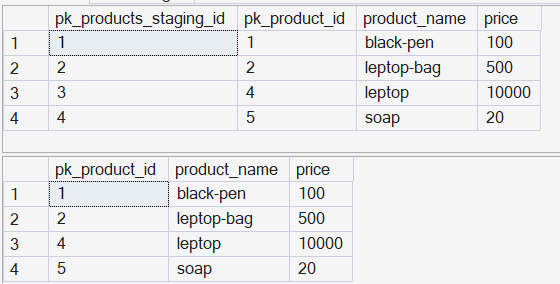 pk_products_staging_id pk_product_id product_name price
1 1 1 black-pen 100
2 2 2 leptop-bag 500
3 3 4 leptop 10000
4 4 5 soap 20
pk_product_id product_name price
1 1 black-pen 100
2 2 leptop-bag 500
3 4 leptop 10000
4 5 soap 20